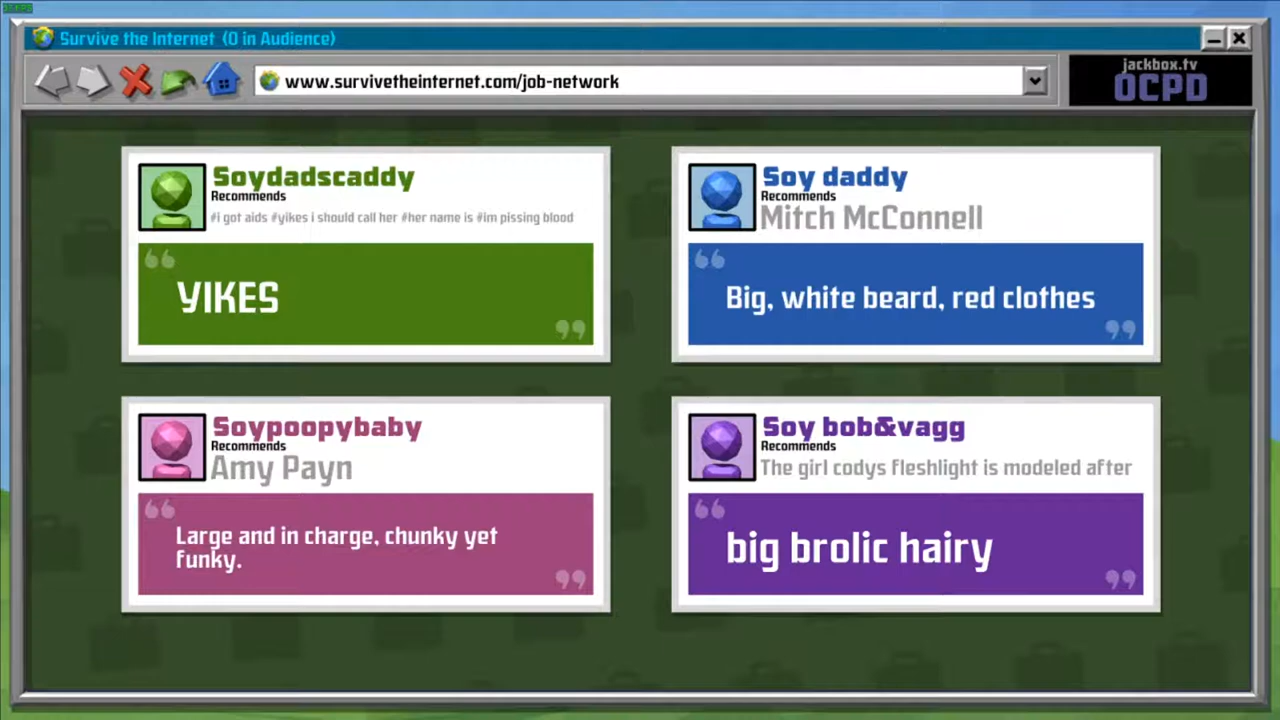 Survive the Internet (0 in Audience)
www.survivetheinternet.com/job-network
jackbox.tv
OCPD
Soydadscaddy
Recommends
#i got aids #yikes i should call her #her name is #im pissing blood
YIKES
Soy daddy
Recommends
Mitch McConnell
Big, white beard, red clothes
Soypoopybaby
Recommends
Amy Payn
Large and in charge, chunky yet
funky.
Soy bob&vagg
Recommends
The girl codys fleshlight is modeled after
big brolic hairy